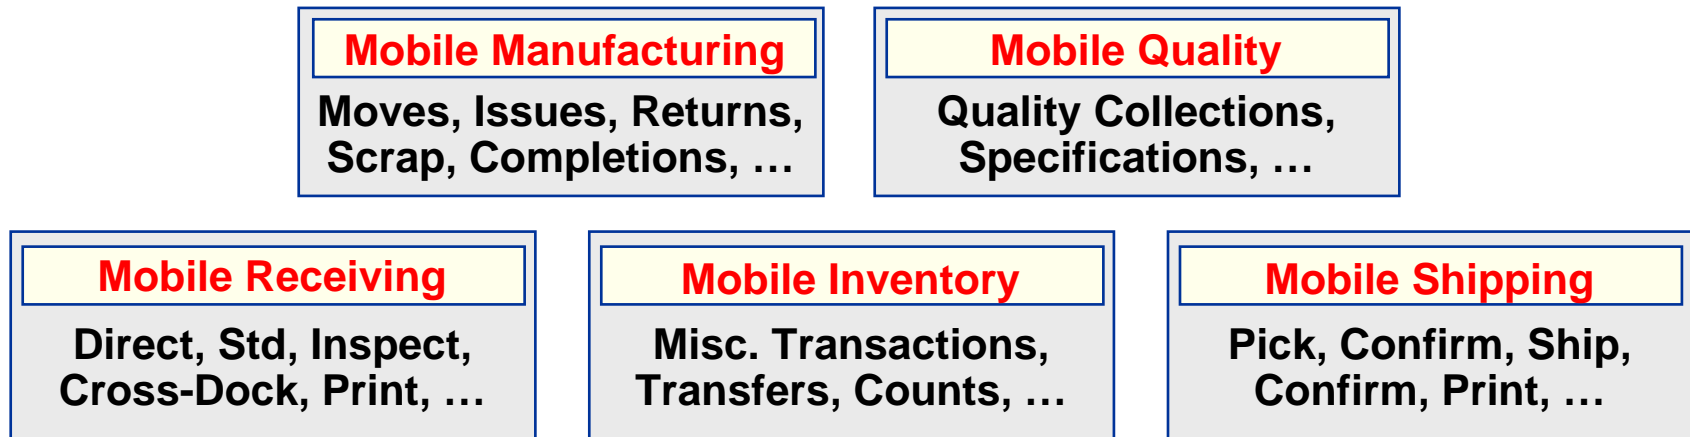 Mobile Manufacturing
Moves, Issues, Returns,
Scrap, Completions, …
Mobile Quality
Quality Collections,
Specifications, …
Mobile Receiving
Direct, Std, Inspect,
Cross-Dock, Print, …
Mobile Inventory
Misc. Transactions,
Transfers, Counts, …
Mobile Shipping
Pick, Confirm, Ship,
Confirm, Print, …